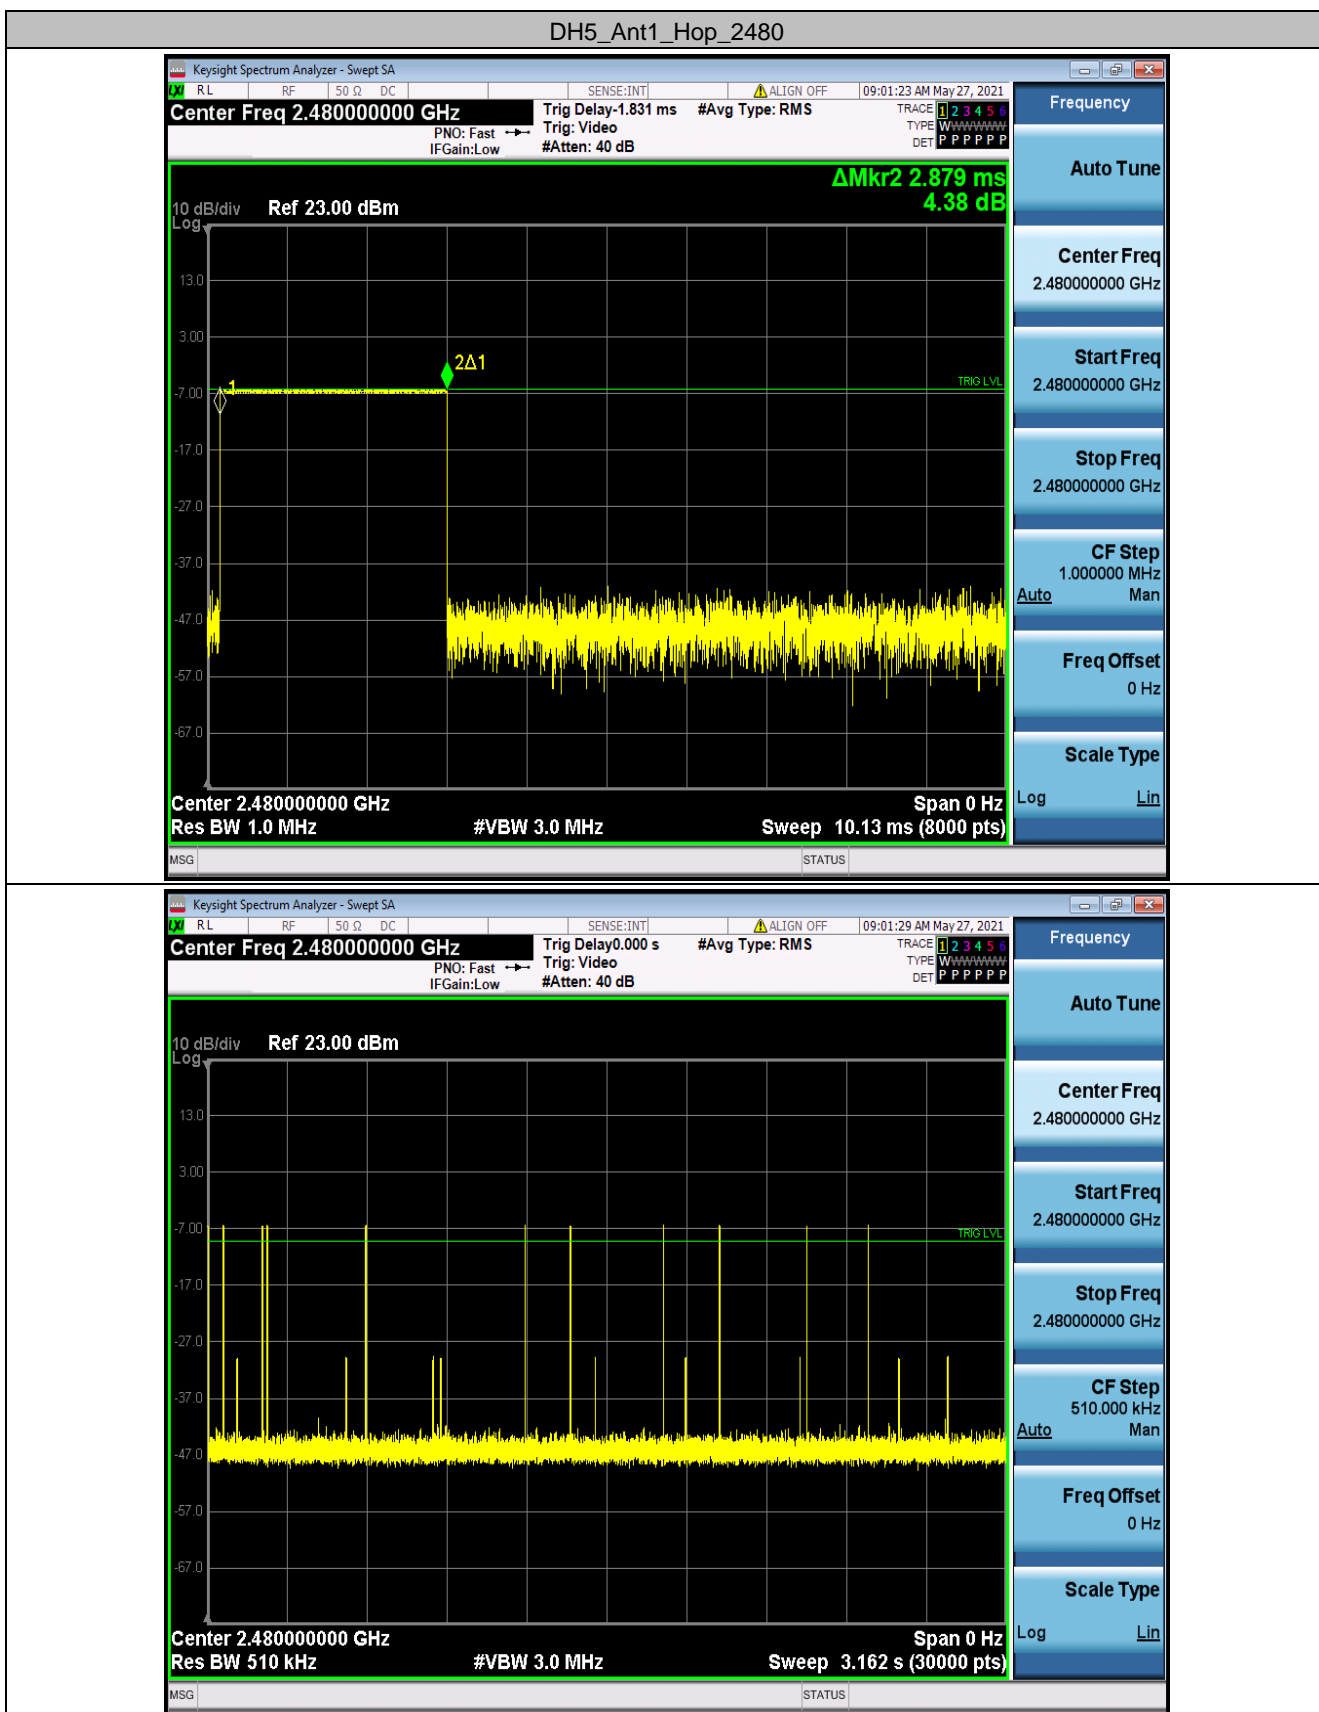 DH5_Ant1_Hop_2480
Keysight Spectrum Analyzer - Swept SA
LXI RL RF 50 Ω DC SENSE:INT ALIGN OFF 09:01:23 AM May 27, 2021
Center Freq 2.480000000 GHz Trig Delay-1.831 ms #Avg Type: RMS TRACE 1 2 3 4 5 6
PNO: Fast Trig: Video TYPE WWWWWW
IFGain:Low #Atten: 40 dB DET P P P P P P
ΔMkr2 2.879 ms
4.38 dB
10 dB/div Ref 23.00 dBm
Log
13.0
3.00
2Δ1
TRIG LVL
1
-7.00
-17.0
-27.0
-37.0
-47.0
-57.0
-67.0
Center 2.480000000 GHz Span 0 Hz
Res BW 1.0 MHz #VBW 3.0 MHz Sweep 10.13 ms (8000 pts)
MSG STATUS
Frequency
Auto Tune
Center Freq
2.480000000 GHz
Start Freq
2.480000000 GHz
Stop Freq
2.480000000 GHz
CF Step
1.000000 MHz
Auto Man
Freq Offset
0 Hz
Scale Type
Log Lin
Keysight Spectrum Analyzer - Swept SA
LXI RL RF 50 Ω DC SENSE:INT ALIGN OFF 09:01:29 AM May 27, 2021
Center Freq 2.480000000 GHz Trig Delay0.000 s #Avg Type: RMS TRACE 1 2 3 4 5 6
PNO: Fast Trig: Video TYPE WWWWWW
IFGain:Low #Atten: 40 dB DET P P P P P P
10 dB/div Ref 23.00 dBm
Log
13.0
3.00
-7.00
TRIG LVL
-17.0
-27.0
-37.0
-47.0
-57.0
-67.0
Center 2.480000000 GHz Span 0 Hz
Res BW 510 kHz #VBW 3.0 MHz Sweep 3.162 s (30000 pts)
MSG STATUS
Frequency
Auto Tune
Center Freq
2.480000000 GHz
Start Freq
2.480000000 GHz
Stop Freq
2.480000000 GHz
CF Step
510.000 kHz
Auto Man
Freq Offset
0 Hz
Scale Type
Log Lin